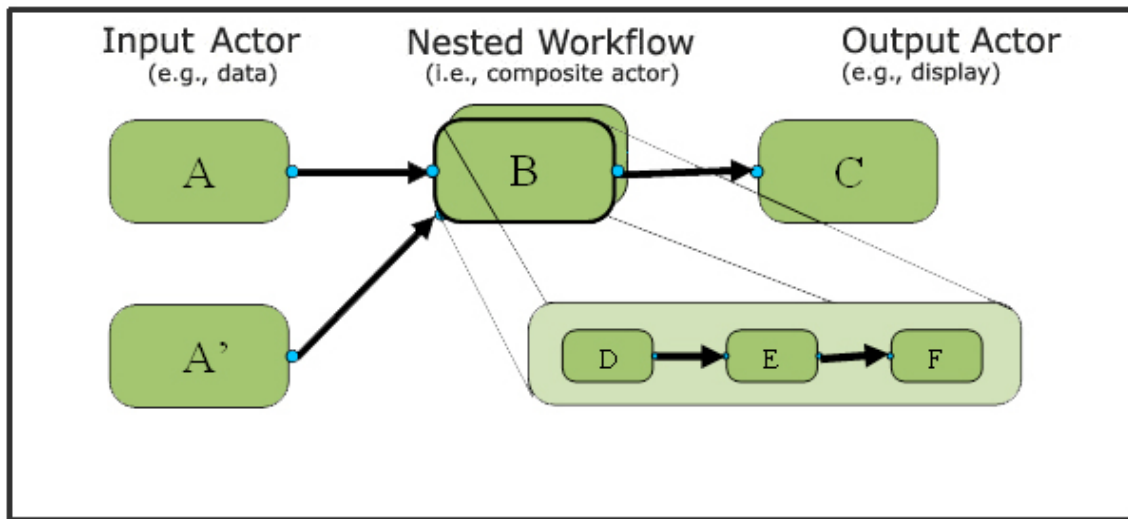 Input Actor
(e.g., data)
Nested Workflow
(i.e., composite actor)
Output Actor
(e.g., display)
A
B
C
A’
D
E
F